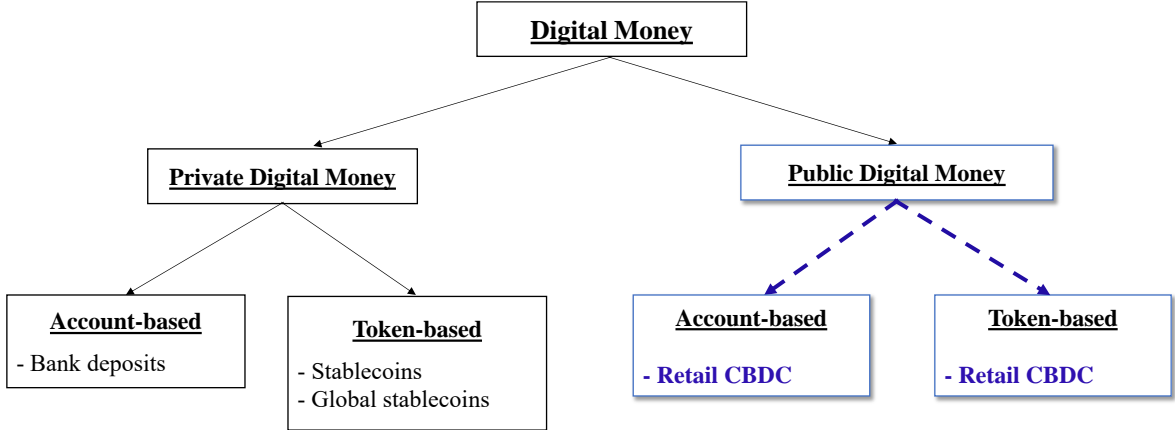 Digital Money
Private Digital Money
Public Digital Money
Account-based
- Bank deposits
Token-based
- Stablecoins
- Global stablecoins
Account-based
- Retail CBDC
Token-based
- Retail CBDC